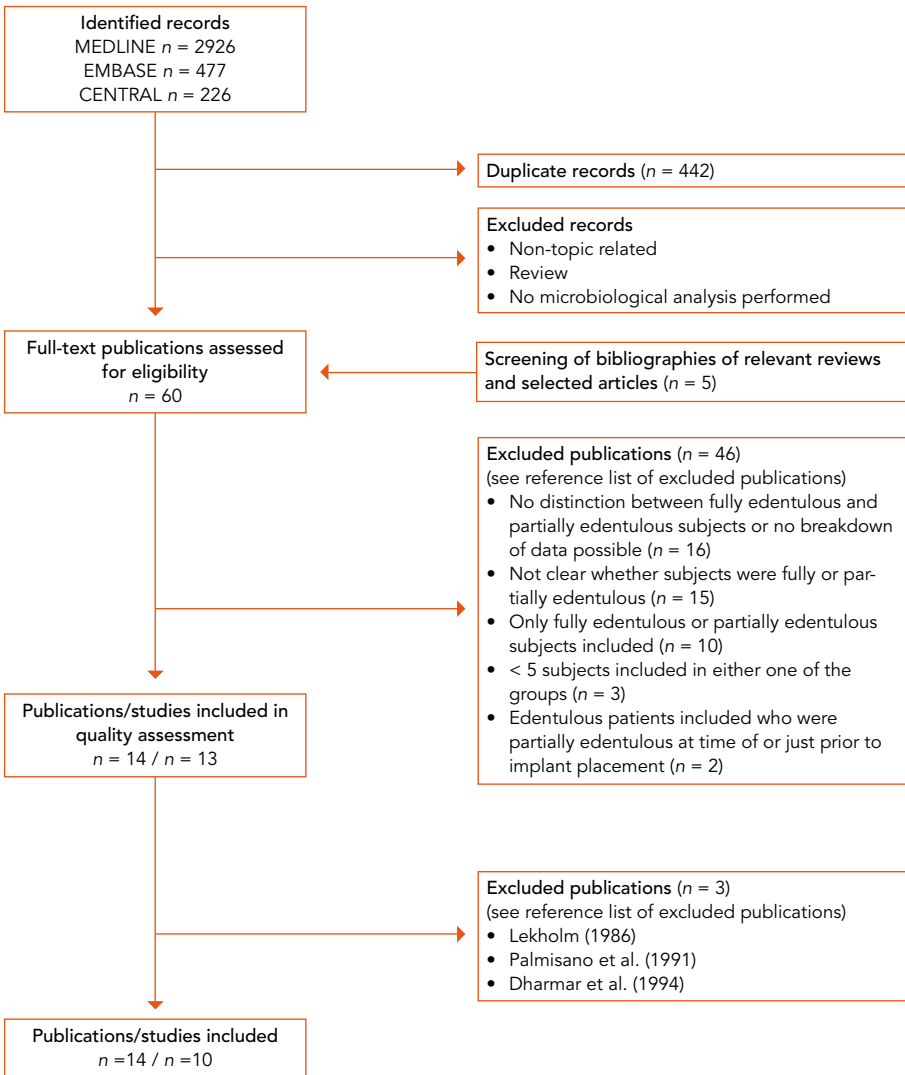 Identified records
MEDLINE n = 2926
EMBASE n = 477
CENTRAL n = 226
Duplicate records (n = 442)
Excluded records
• Non-topic related
• Review
• No microbiological analysis performed
Full-text publications assessed
for eligibility
n = 60
Screening of bibliographies of relevant reviews
and selected articles (n = 5)
Excluded publications (n = 46)
(see reference list of excluded publications)
• No distinction between fully edentulous and
partially edentulous subjects or no breakdown
of data possible (n = 16)
• Not clear whether subjects were fully or par-
tially edentulous (n = 15)
• Only fully edentulous or partially edentulous
subjects included (n = 10)
• < 5 subjects included in either one of the
groups (n = 3)
• Edentulous patients included who were
partially edentulous at time of or just prior to
implant placement (n = 2)
Publications/studies included in
quality assessment
n = 14 / n = 13
Excluded publications (n = 3)
(see reference list of excluded publications)
• Lekholm (1986)
• Palmisano et al. (1991)
• Dharmar et al. (1994)
Publications/studies included
n =14 / n =10